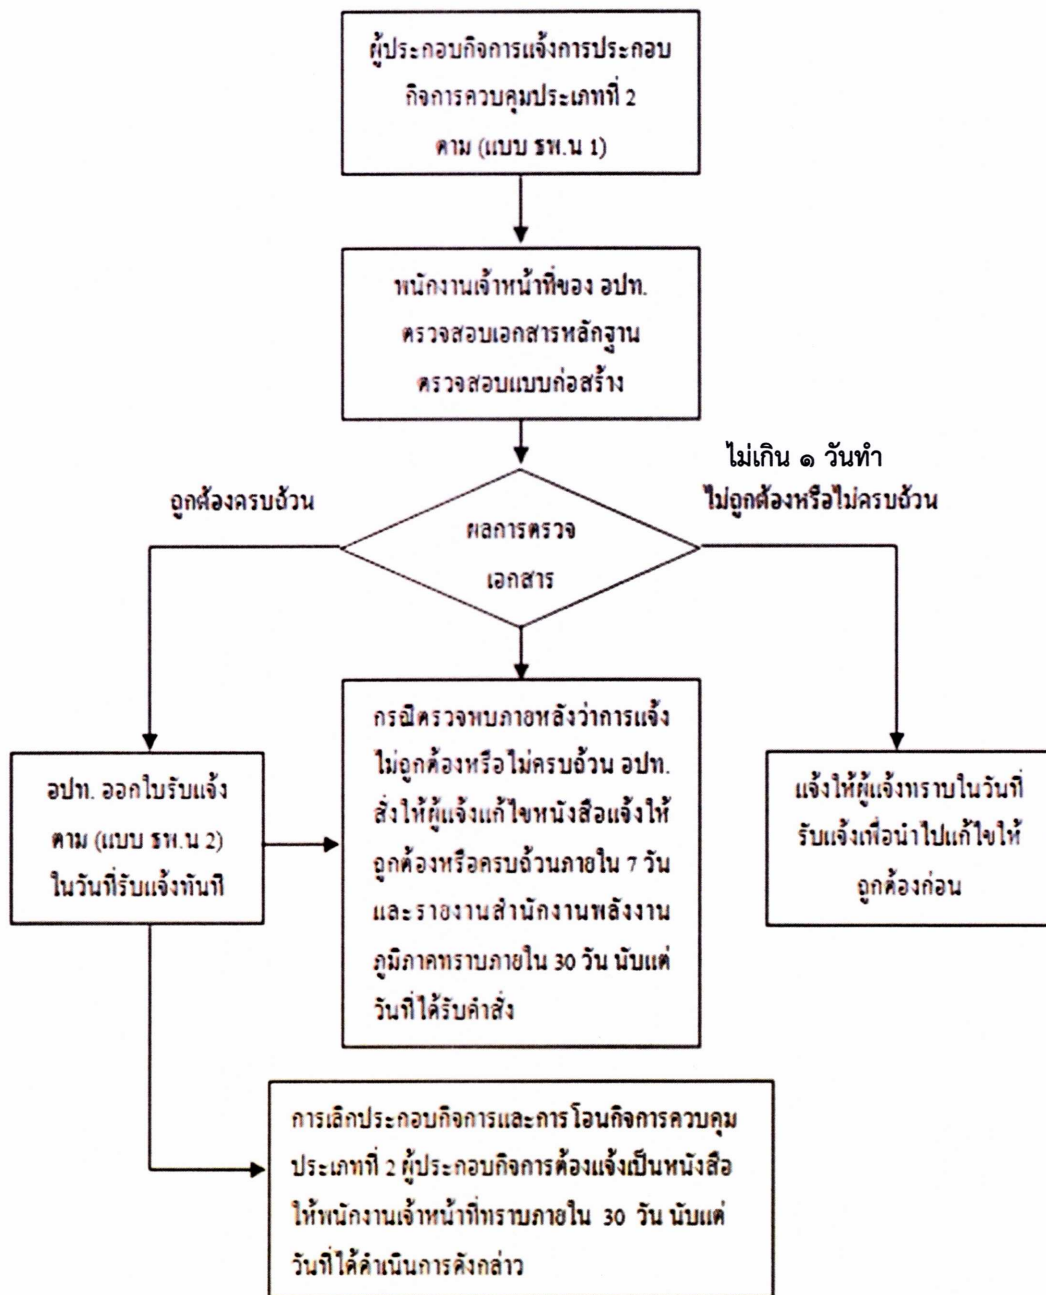 ผู้ประกอบกิจการแจ้งการประกอบ
กิจการควบคุมประเภทที่ 2
ตาม (แบบ ธพ.น 1)
พนักงานเจ้าหน้าที่ของ อปท.
ตรวจสอบเอกสารหลักฐาน
ตรวจสอบแบบก่อสร้าง
ไม่เกิน ๑ วันทำ
ถูกต้องครบถ้วน
ไม่ถูกต้องหรือไม่ครบถ้วน
ผลการตรวจ
เอกสาร
อปท. ออกใบรับแจ้ง
ตาม (แบบ ธพ.น 2)
ในวันที่รับแจ้งทันที
กรณีตรวจพบภายหลังว่าการแจ้ง
ไม่ถูกต้องหรือไม่ครบถ้วน อปท.
สั่งให้ผู้แจ้งแก้ไขหนังสือแจ้งให้
ถูกต้องหรือครบถ้วนภายใน 7 วัน
และรายงานสำนักงานพลังงาน
ภูมิภาคทราบภายใน 30 วัน นับแต่
วันที่ได้รับคำสั่ง
แจ้งให้ผู้แจ้งทราบในวันที่
รับแจ้งเพื่อนำไปแก้ไขให้
ถูกต้องก่อน
การเลิกประกอบกิจการและการโอนกิจการควบคุม
ประเภทที่ 2 ผู้ประกอบกิจการต้องแจ้งเป็นหนังสือ
ให้พนักงานเจ้าหน้าที่ทราบภายใน 30 วัน นับแต่
วันที่ได้ดำเนินการดังกล่าว